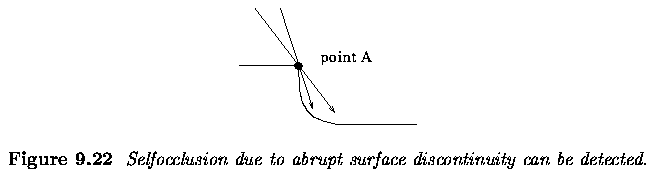 point A
Figure 9.22 Selfocclusion due to abrupt surface discontinuity can be detected.